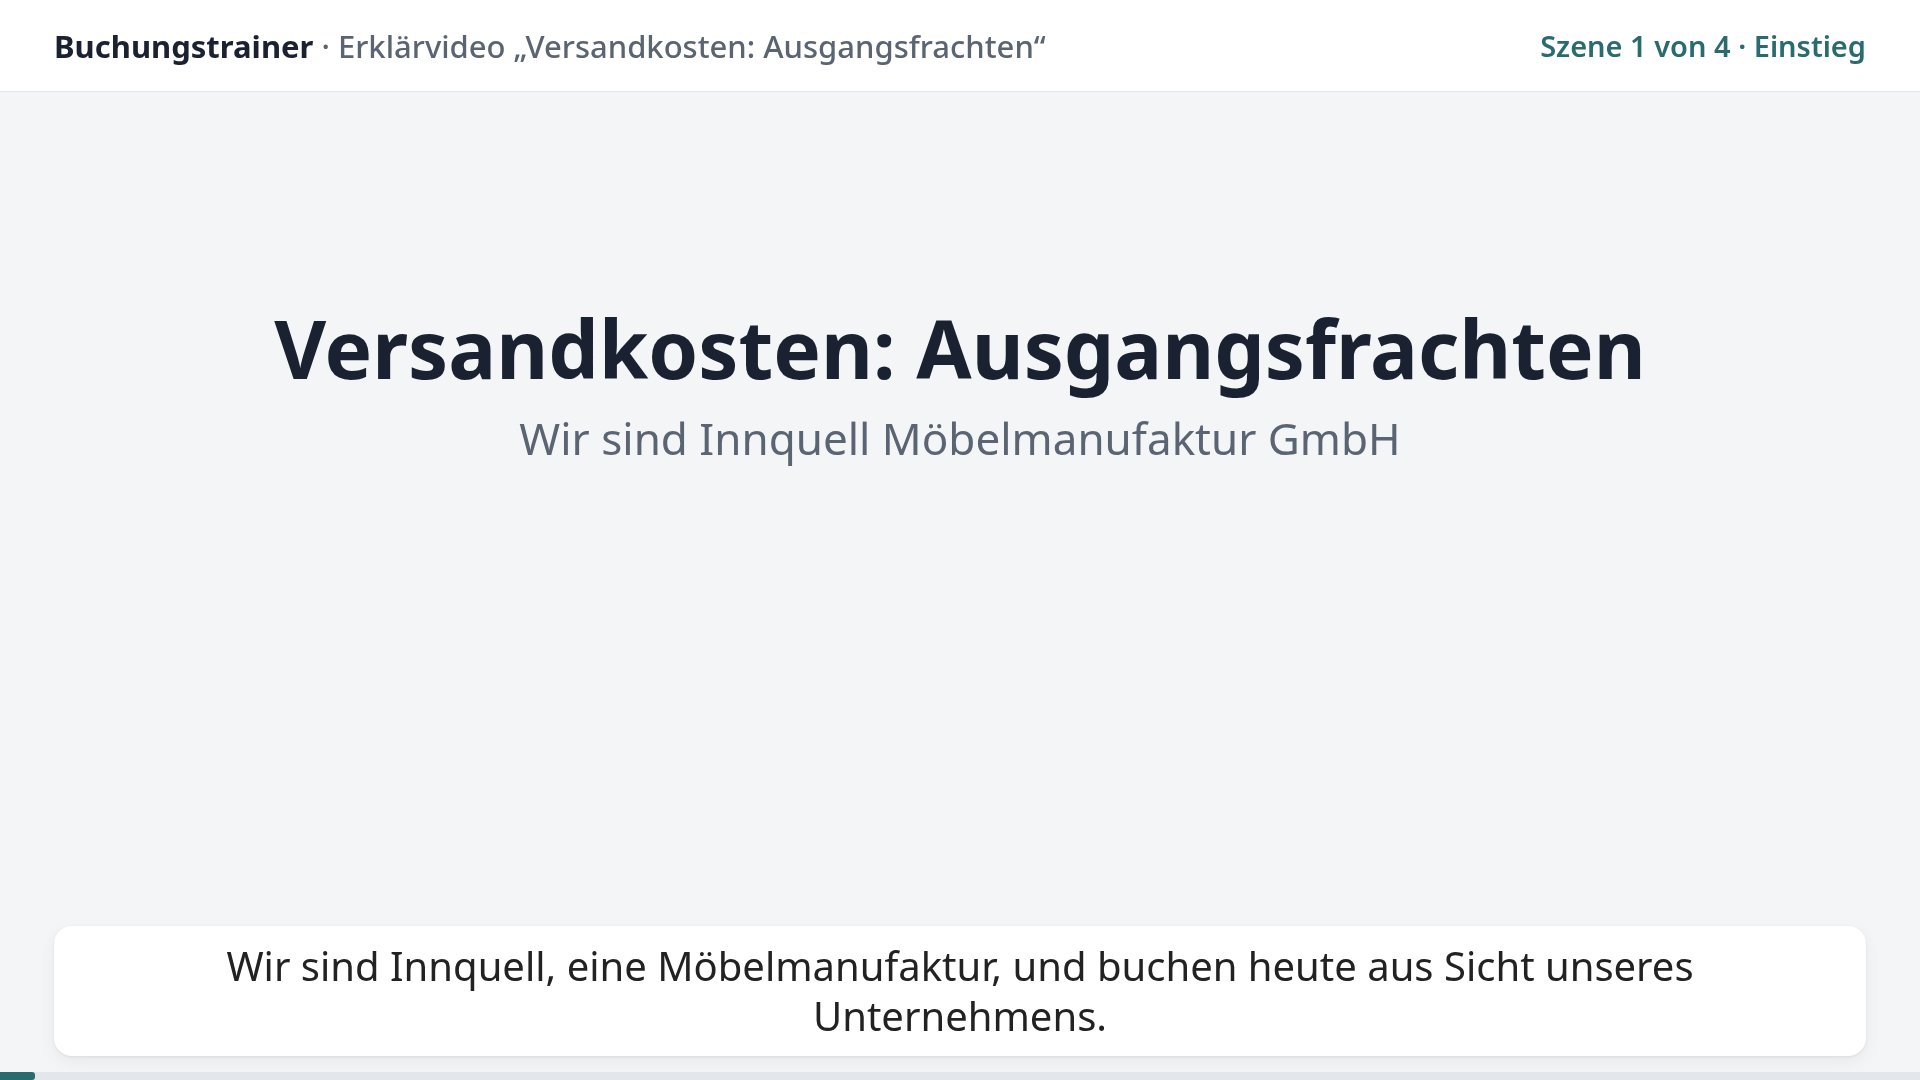 Buchungstrainer · Erklärvideo „Versandkosten: Ausgangsfrachten“
Szene 1 von 4 · Einstieg
Versandkosten: Ausgangsfrachten
Wir sind Innquell Möbelmanufaktur GmbH
Wir sind Innquell, eine Möbelmanufaktur, und buchen heute aus Sicht unseres
Unternehmens.